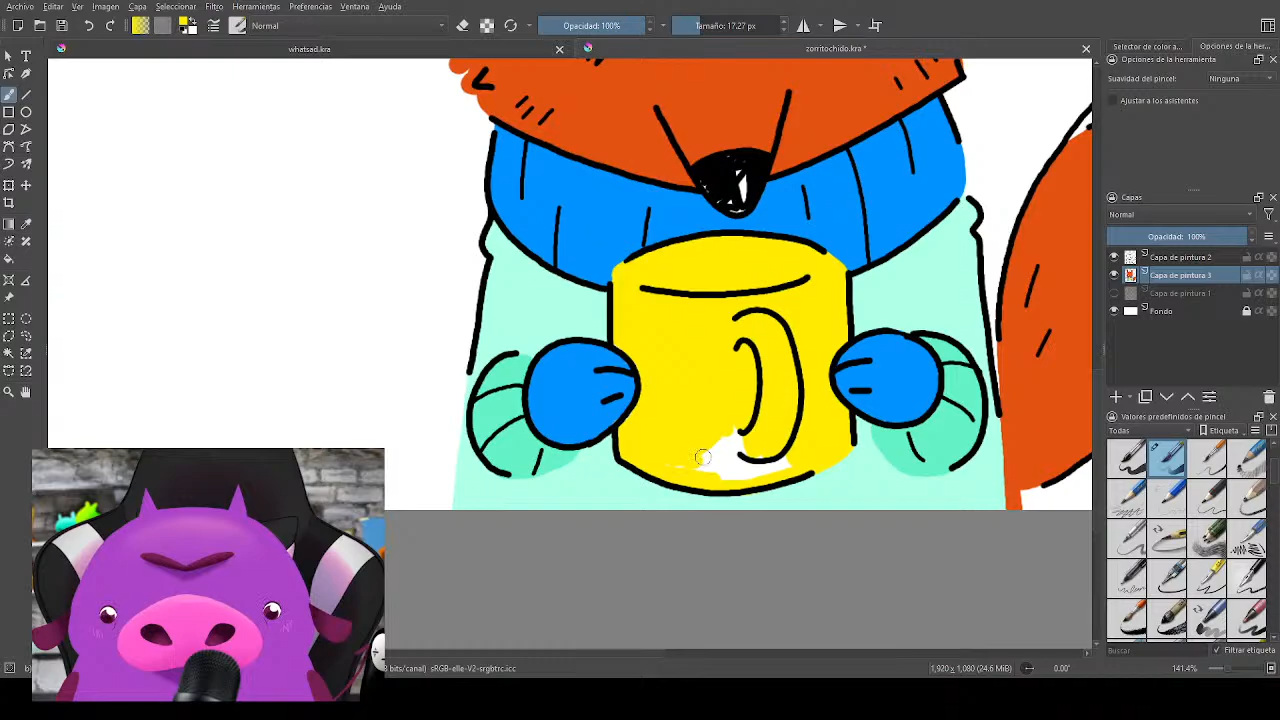 Archivo Editar Ver Imagen Capa Seleccionar Filtro Herramientas Preferencias Ventana Ayuda
Normal Opacidad: 100% Tamaño: 17.27 px
whatsad.kra zorritochido.kra *
Selector de color a... Opciones de la herra...
Opciones de la herramienta
Suavidad del pincel: Ninguna
Ajustar a los asistentes
Capas
Normal
Opacidad: 100%
Capa de pintura 2
Capa de pintura 3
Capa de pintura 1
Fondo
Valores predefinidos de pincel
Todas Etiqueta
Buscar Filtrar etiqueta
bits/canal) sRGB-elle-V2-srgbtrc.icc 1,920 x 1,080 (24.6 MiB) 0.00° 141.4%